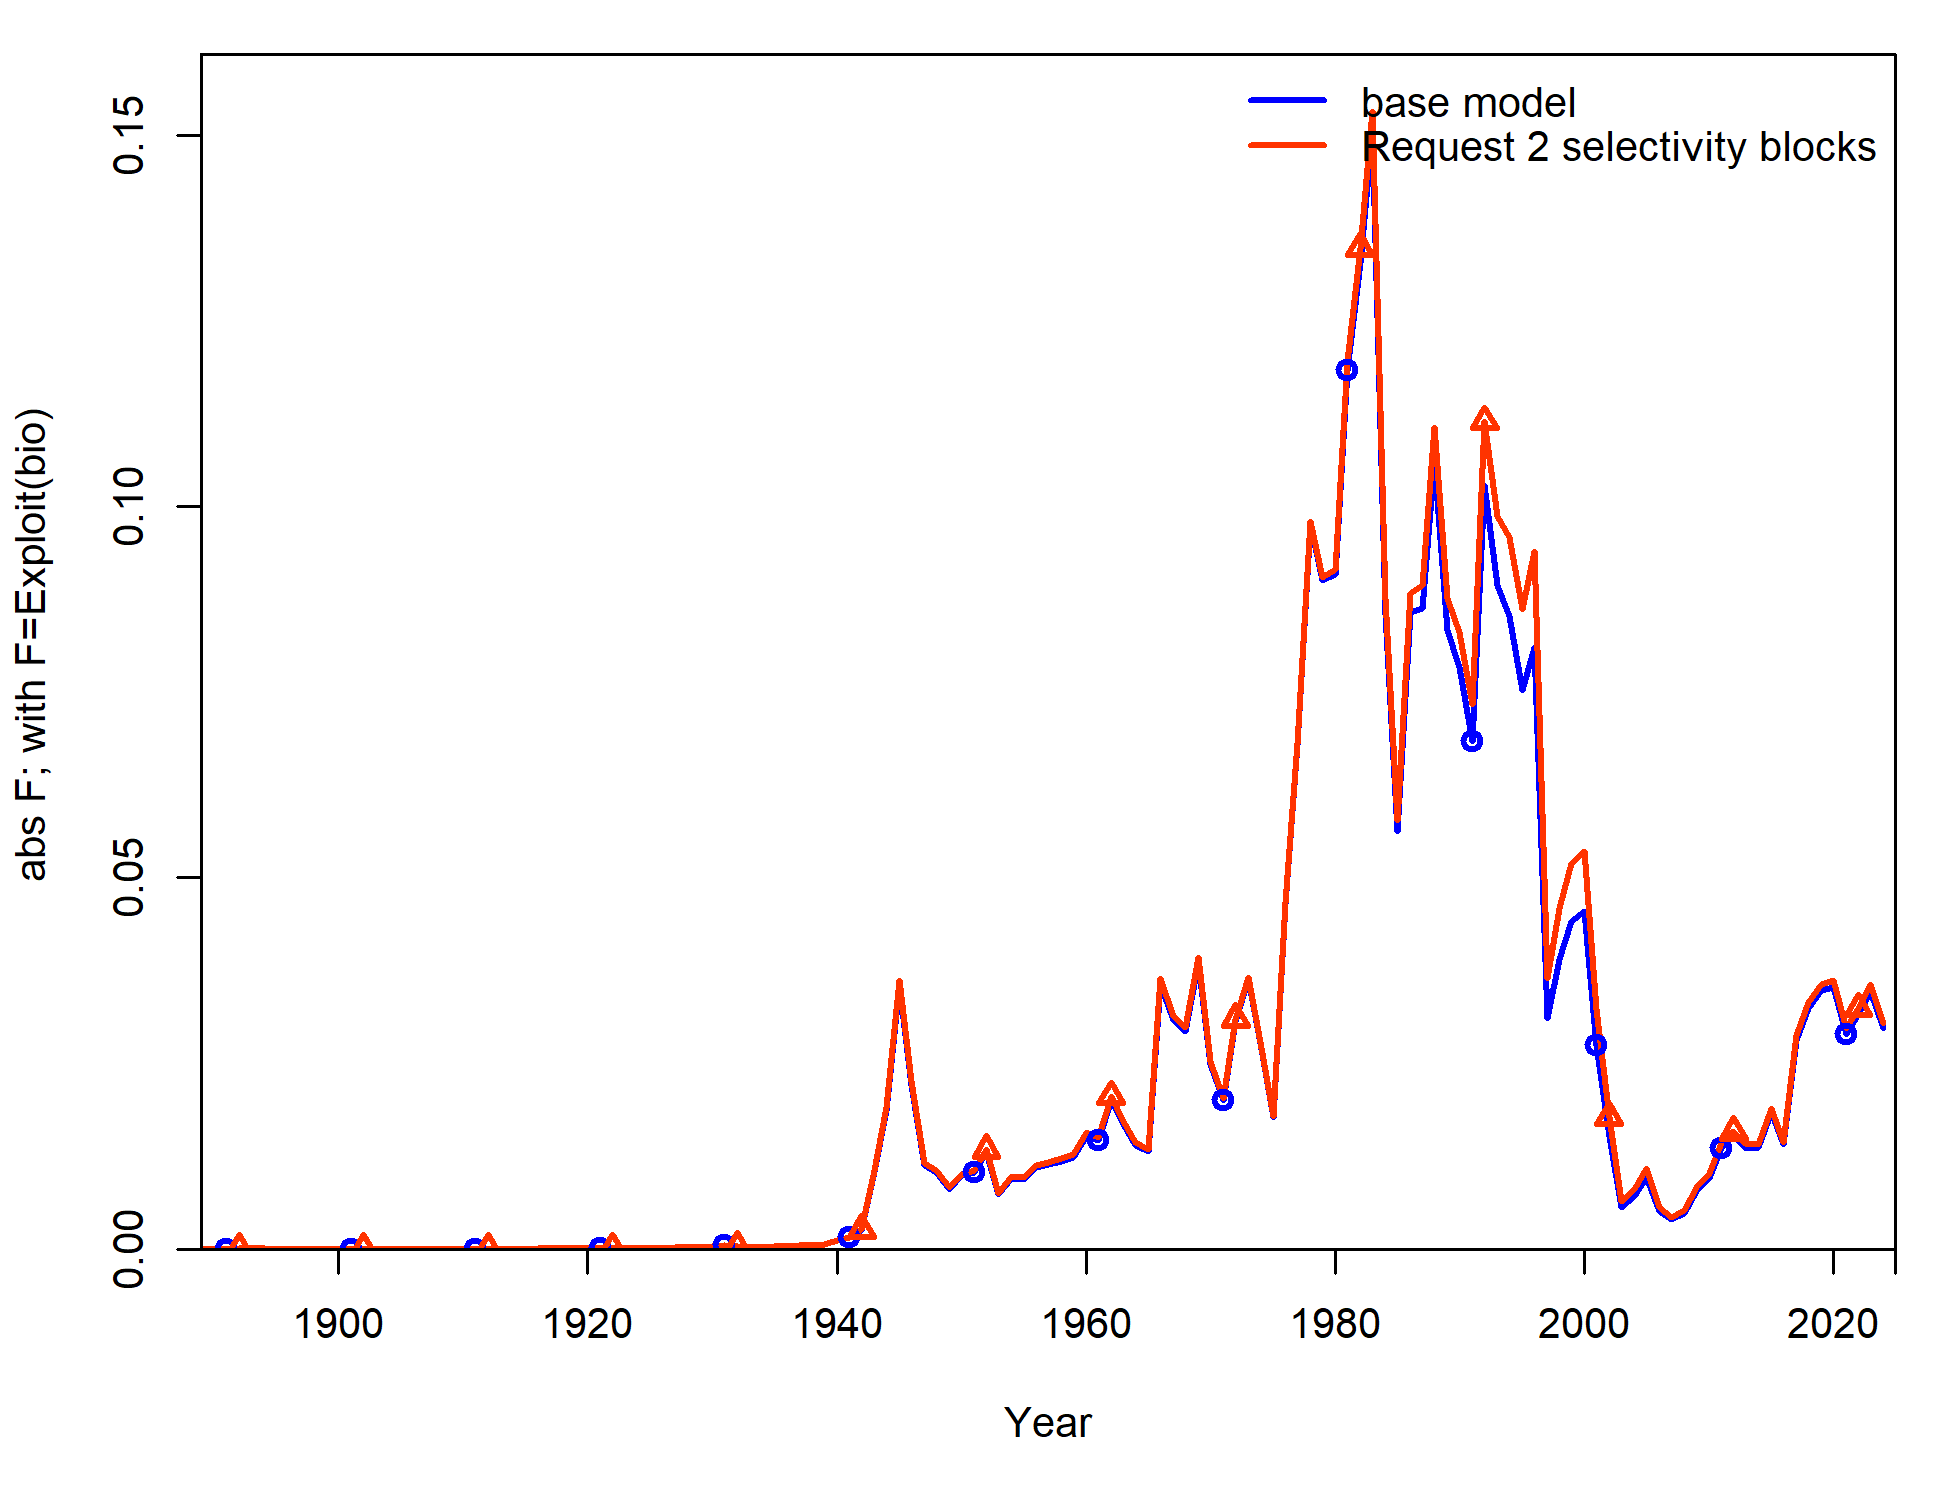 base model
Request 2 selectivity blocks
abs F; with F=Exploit(bio)
0.15
0.10
0.05
0.00
1900 1920 1940 1960 1980 2000 2020
Year